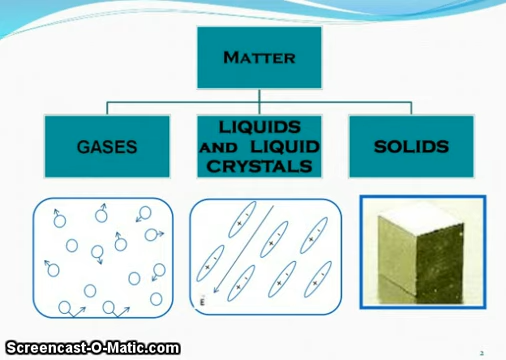 MATTER
GASES
LIQUIDS
AND LIQUID
CRYSTALS
SOLIDS
E
Screencast-O-Matic.com
2